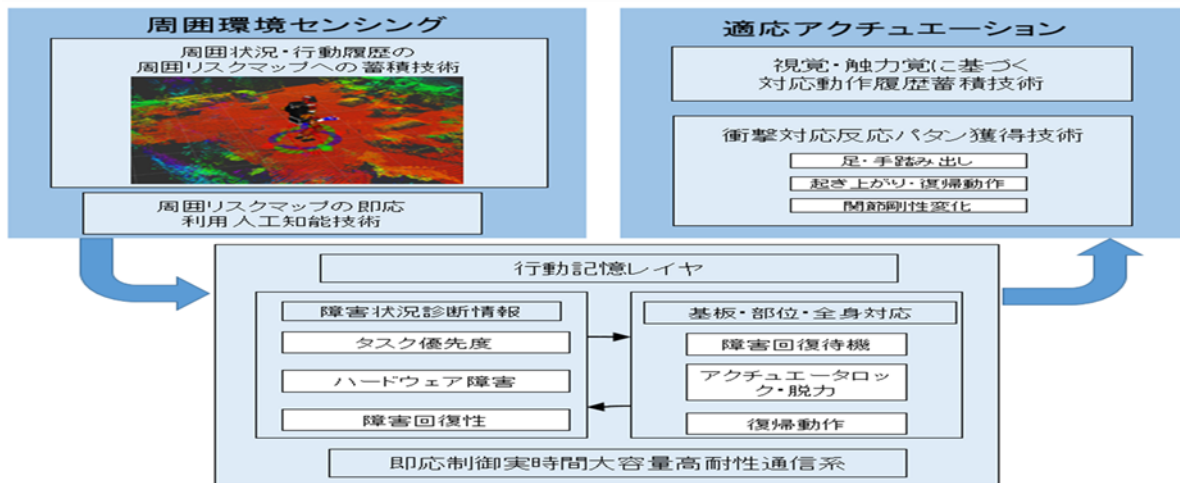 周囲環境センシング
周囲状況・行動履歴の
周囲リスクマップへの蓄積技術
周囲リスクマップの即応
利用人工知能技術
適応アクチュエーション
視覚・触力覚に基づく
対応動作履歴蓄積技術
衝撃対応反応パタン獲得技術
足・手踏み出し
起き上がり・復帰動作
関節剛性変化
行動記憶レイヤ
障害状況診断情報
タスク優先度
ハードウェア障害
障害回復性
基板・部位・全身対応
障害回復待機
アクチュエータロッ
ク・脱力
復帰動作
即応制御実時間大容量高耐性通信系